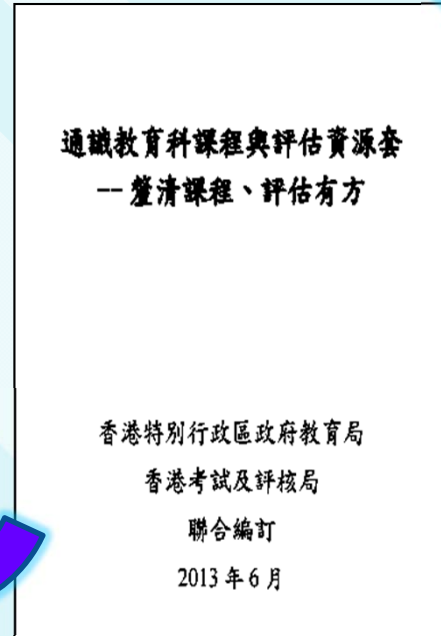 通識教育科課程與評估資源套
-- 釐清課程、評估有方
香港特別行政區政府教育局
香港考試及評核局
聯合編訂
2013 年 6 月